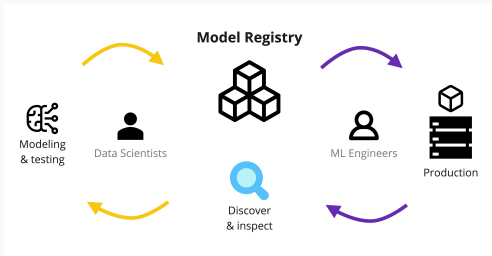 Model Registry
Modeling
& testing
Data Scientists
ML Engineers
Production
Discover
& inspect